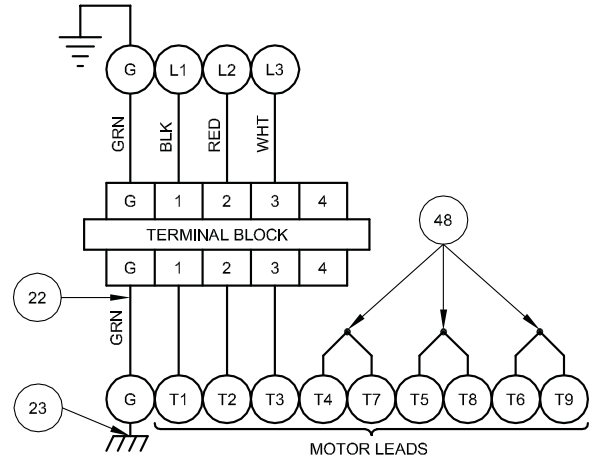 G L1 L2 L3
GRN BLK RED WHT
G 1 2 3 4
TERMINAL BLOCK
G 1 2 3 4
48
22
GRN
23
G T1 T2 T3 T4 T7 T5 T8 T6 T9
MOTOR LEADS